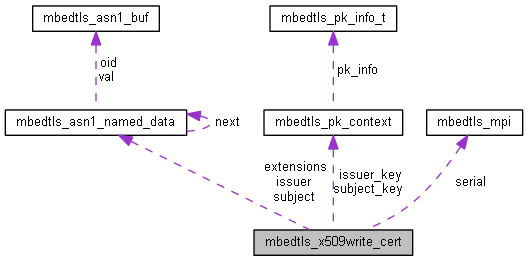 mbedtls_asn1_buf
mbedtls_pk_info_t
oid
val
pk_info
mbedtls_asn1_named_data
next
mbedtls_pk_context
mbedtls_mpi
extensions
issuer
subject
issuer_key
subject_key
serial
mbedtls_x509write_cert